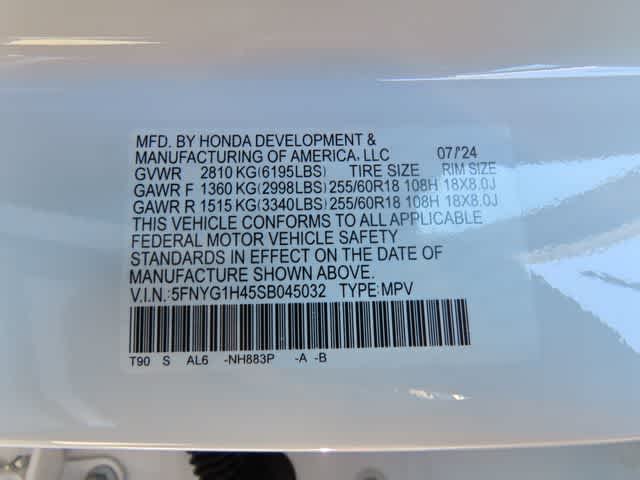 MFD. BY HONDA DEVELOPMENT &
MANUFACTURING OF AMERICA, LLC 07/'24
GVWR 2810 KG(6195LBS) TIRE SIZE RIM SIZE
GAWR F 1360 KG(2998LBS) 255/60R18 108H 18X8.0J
GAWR R 1515 KG(3340LBS) 255/60R18 108H 18X8.0J
THIS VEHICLE CONFORMS TO ALL APPLICABLE
FEDERAL MOTOR VEHICLE SAFETY
STANDARDS IN EFFECT ON THE DATE OF
MANUFACTURE SHOWN ABOVE.
V.I.N.: 5FNYG1H45SB045032 TYPE: MPV
T90 S AL6 -NH883P -A -B